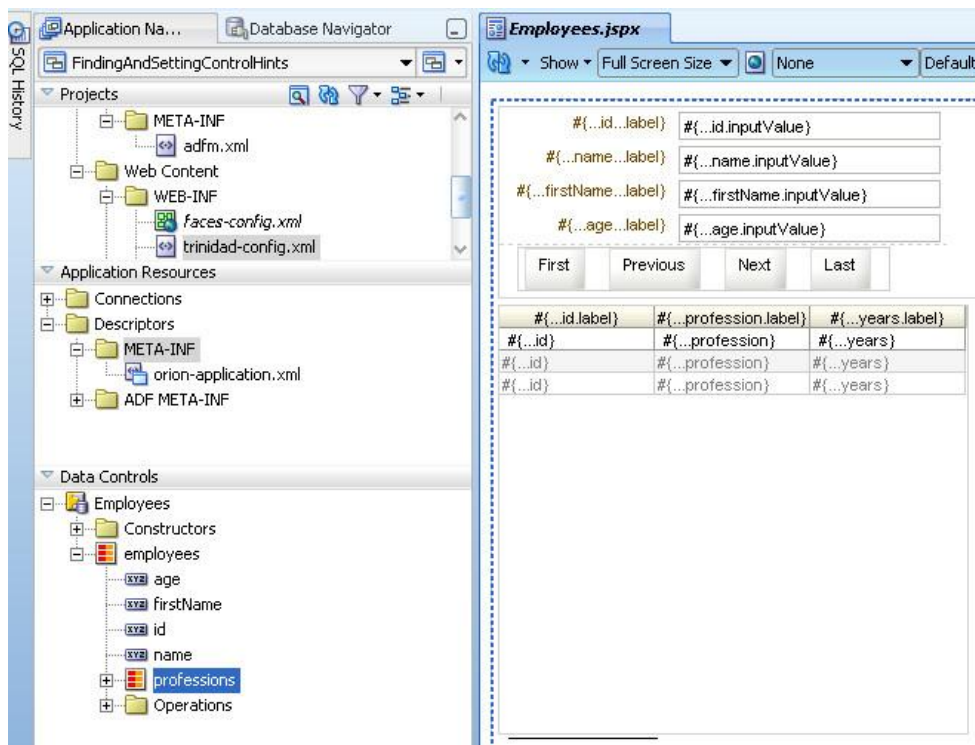 SQL History
Application Na...
Database Navigator
FindingAndSettingControlHints
Projects
META-INF
adfm.xml
Web Content
WEB-INF
faces-config.xml
trinidad-config.xml
Application Resources
Connections
Descriptors
META-INF
orion-application.xml
ADF META-INF
Data Controls
Employees
Constructors
employees
xyz age
xyz firstName
xyz id
xyz name
professions
Operations
Employees.jspx
Show Full Screen Size None Default
#{...id...label} #{...id.inputValue}
#{...name...label} #{...name.inputValue}
#{...firstName...label} #{...firstName.inputValue}
#{...age...label} #{...age.inputValue}
First Previous Next Last
#{...id.label} #{...profession.label} #{...years.label}
#{...id} #{...profession} #{...years}
#{...id} #{...profession} #{...years}
#{...id} #{...profession} #{...years}